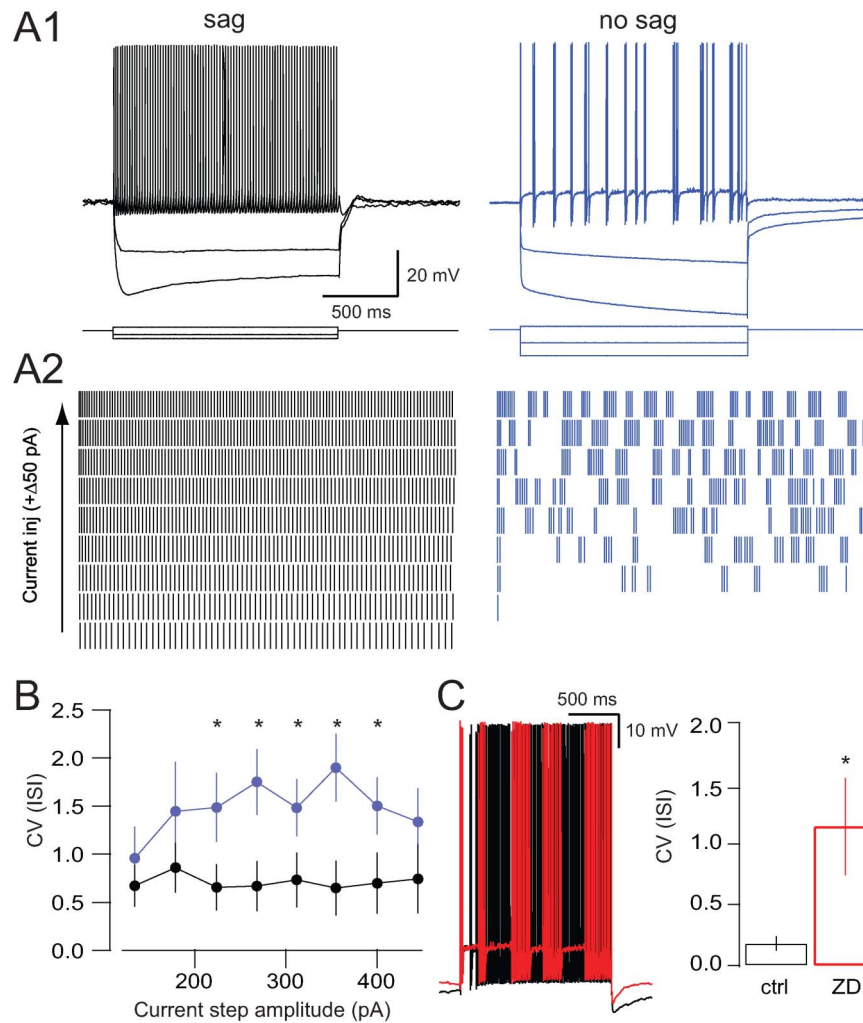 A1
sag
no sag
20 mV
500 ms
A2
Current inj (+Δ50 pA)
B
2.5
2.0
1.5
1.0
0.5
0.0
CV (ISI)
* * * * *
200 300 400
Current step amplitude (pA)
C
500 ms
10 mV
2.0
1.5
1.0
0.5
0.0
CV (ISI)
*
ctrl ZD